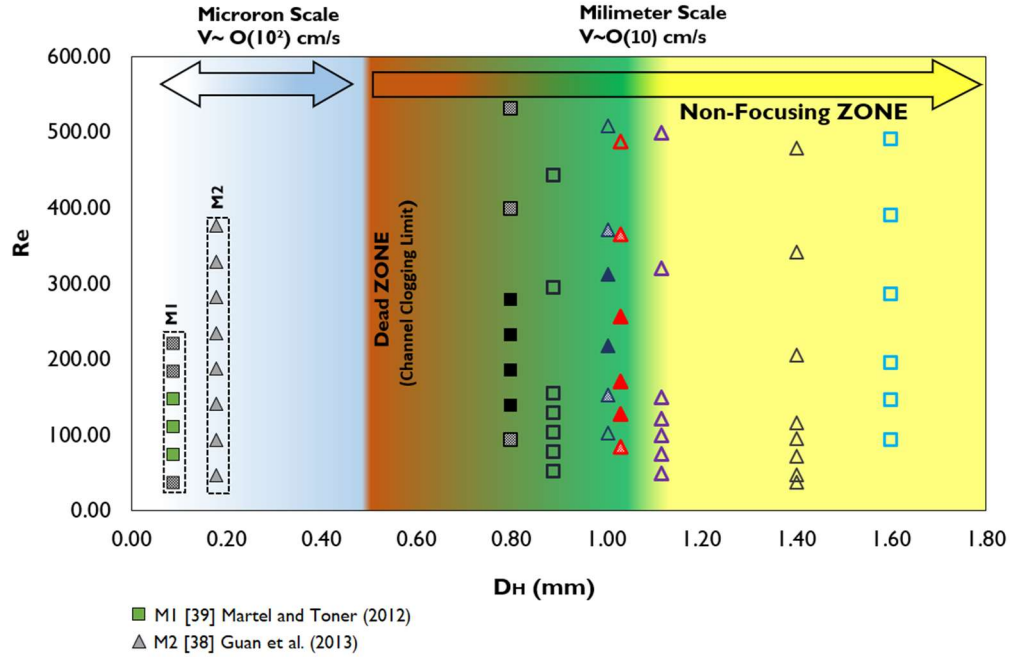 Microron Scale
V~ O(10²) cm/s
Milimeter Scale
V~O(10) cm/s
600.00
500.00
400.00
300.00
200.00
100.00
0.00
Re
Non-Focusing ZONE
M1
M2
Dead ZONE
(Channel Clogging Limit)
0.00 0.20 0.40 0.60 0.80 1.00 1.20 1.40 1.60 1.80
DH (mm)
M1 [39] Martel and Toner (2012)
M2 [38] Guan et al. (2013)